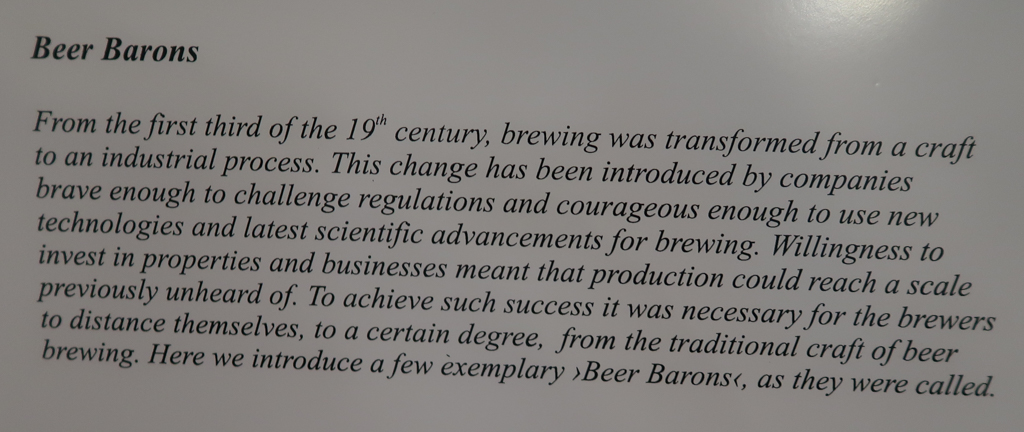 Beer Barons
From the first third of the 19th century, brewing was transformed from a craft
to an industrial process. This change has been introduced by companies
brave enough to challenge regulations and courageous enough to use new
technologies and latest scientific advancements for brewing. Willingness to
invest in properties and businesses meant that production could reach a scale
previously unheard of. To achieve such success it was necessary for the brewers
to distance themselves, to a certain degree, from the traditional craft of beer
brewing. Here we introduce a few exemplary ›Beer Barons‹, as they were called.